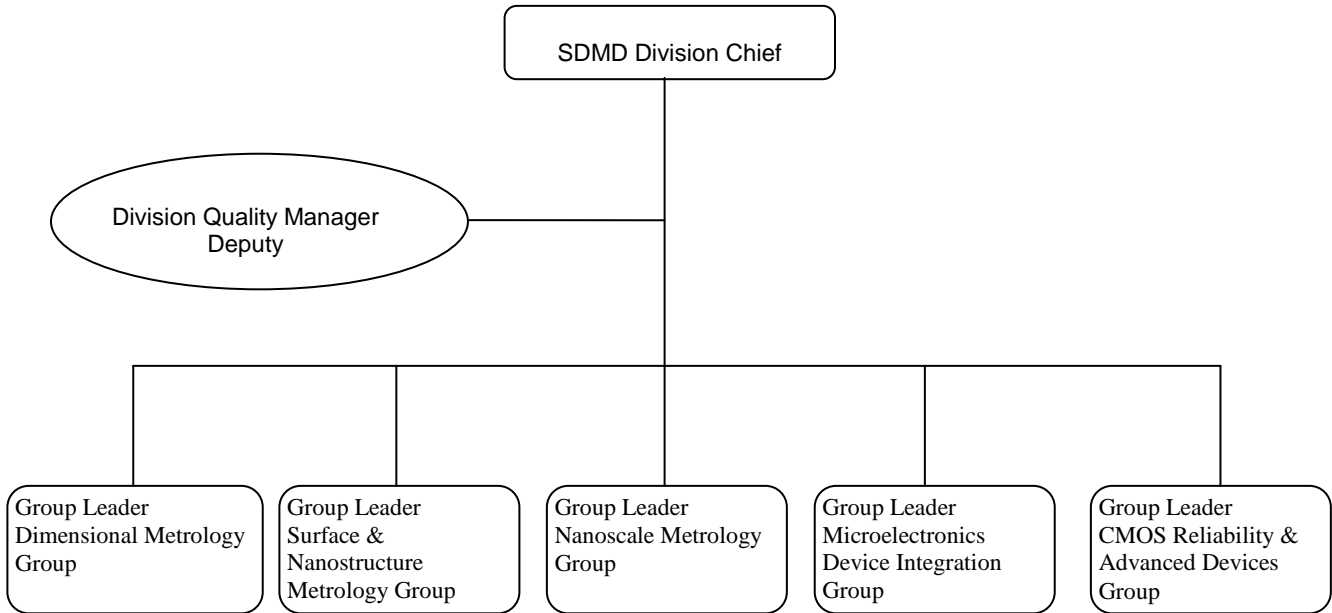 SDMD Division Chief
Division Quality Manager
Deputy
Group Leader
Dimensional Metrology
Group
Group Leader
Surface &
Nanostructure
Metrology Group
Group Leader
Nanoscale Metrology
Group
Group Leader
Microelectronics
Device Integration
Group
Group Leader
CMOS Reliability &
Advanced Devices
Group